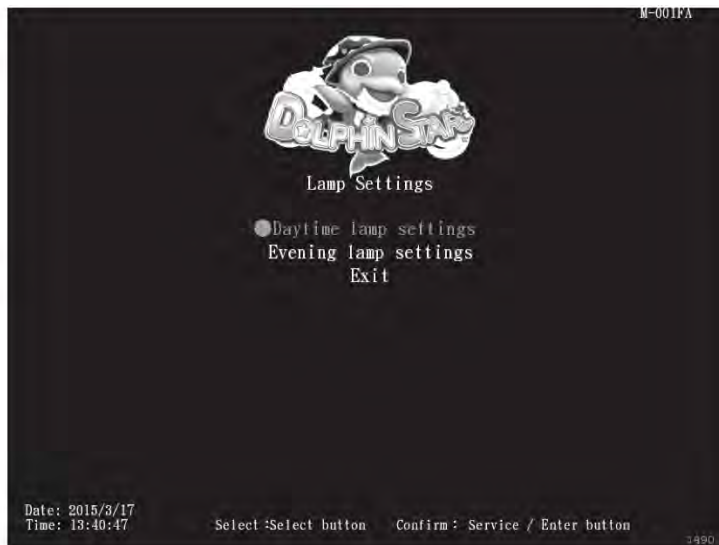 M-001FA
DOLPHIN STAR
Lamp Settings
Daytime lamp settings
Evening lamp settings
Exit
Date: 2015/3/17
Time: 13:40:47
Select :Select button Confirm : Service / Enter button
1490